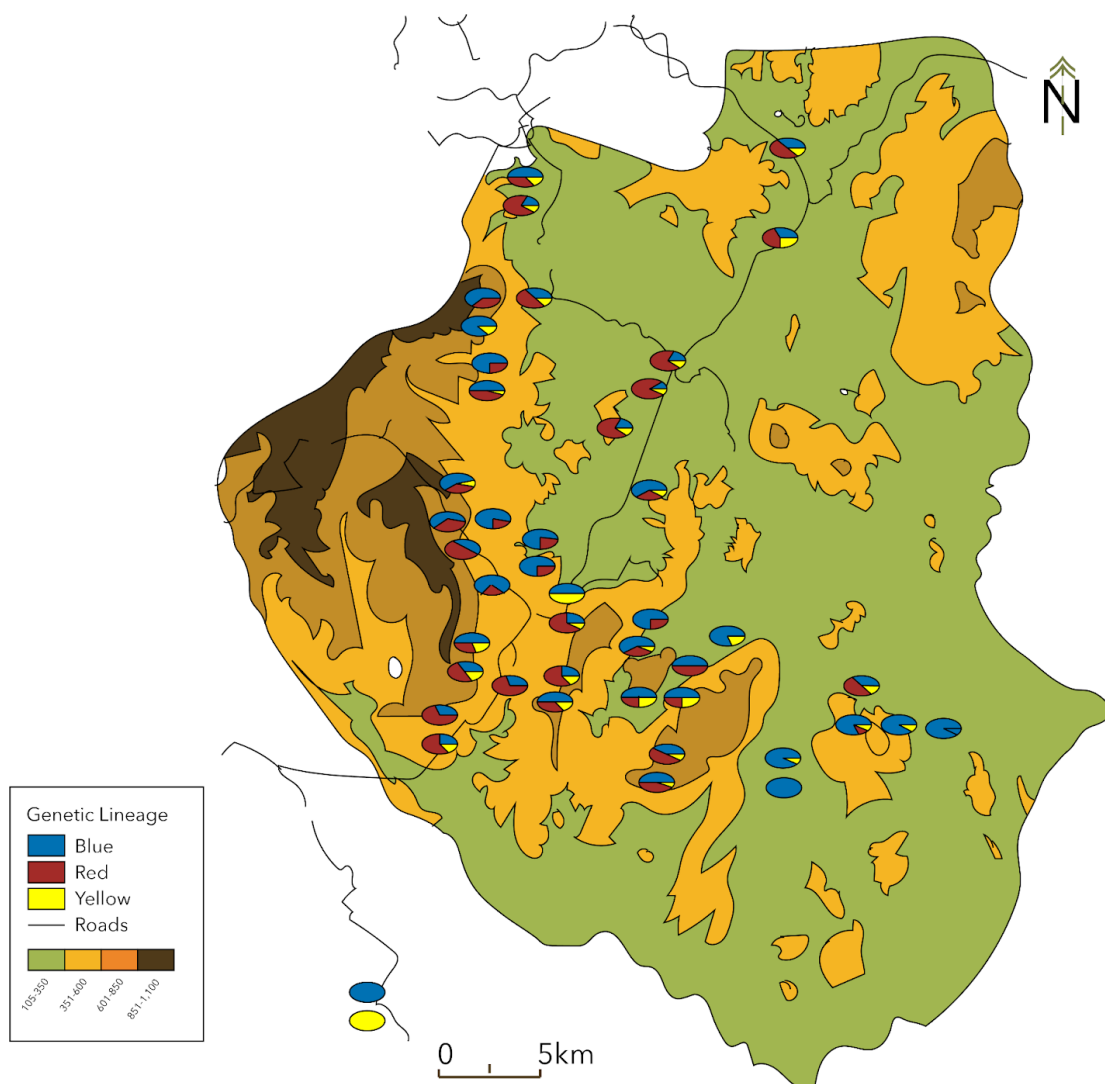 N
Genetic Lineage
Blue
Red
Yellow
Roads
105-350
351-600
601-850
851-1,100
0 5km